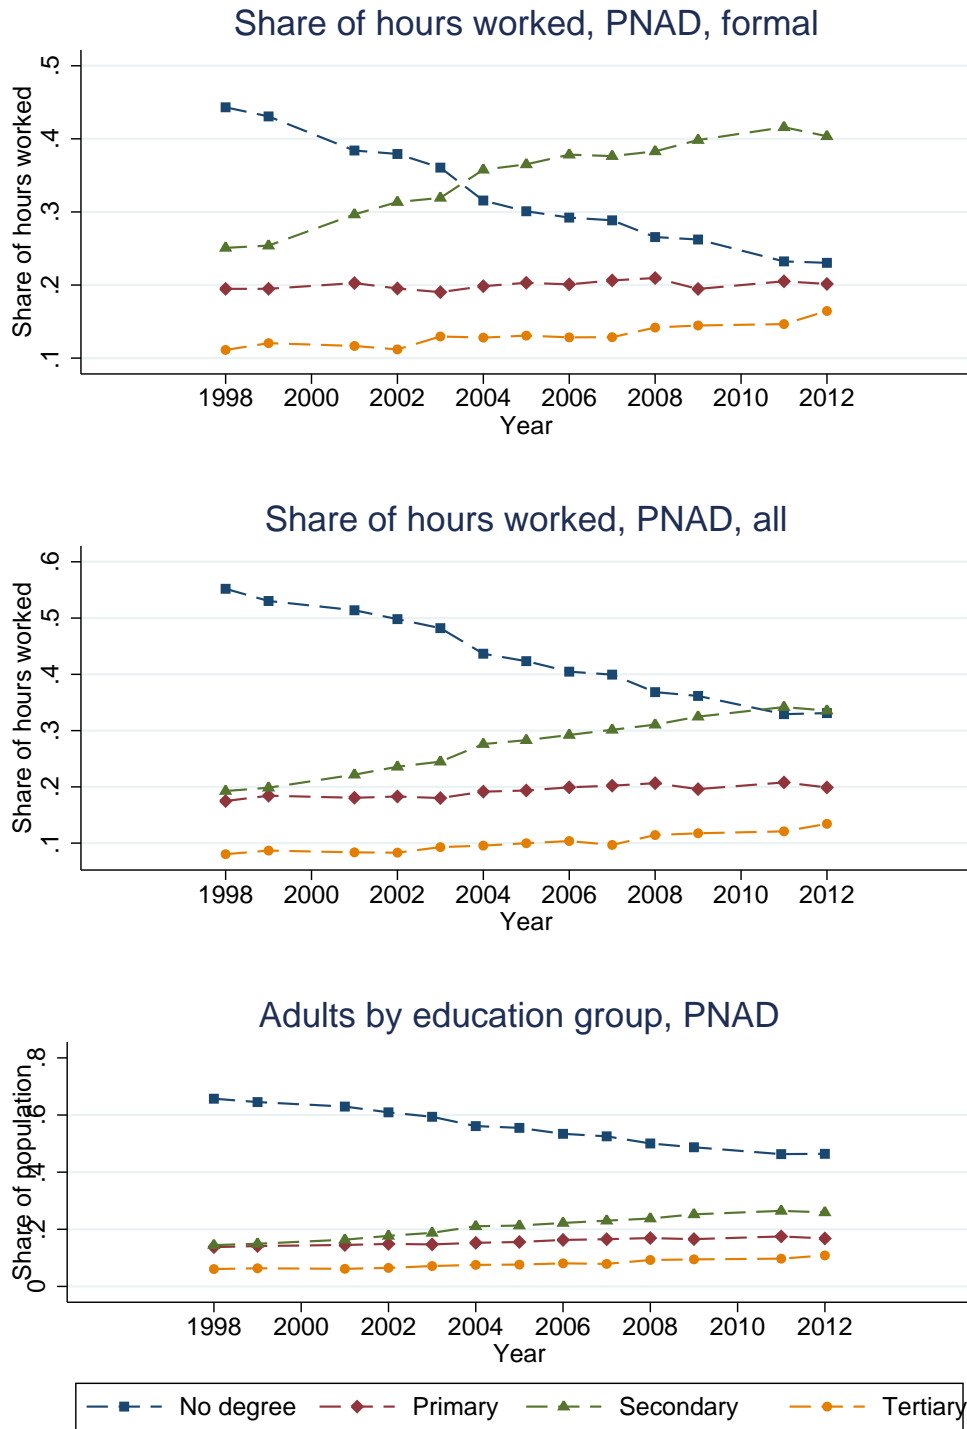 Share of hours worked, PNAD, formal
Share of hours worked
.5
.4
.3
.2
.1
1998 2000 2002 2004 2006 2008 2010 2012
Year
Share of hours worked, PNAD, all
Share of hours worked
.6
.5
.4
.3
.2
.1
1998 2000 2002 2004 2006 2008 2010 2012
Year
Adults by education group, PNAD
Share of population
.8
.6
.4
.2
0
1998 2000 2002 2004 2006 2008 2010 2012
Year
No degree Primary Secondary Tertiary